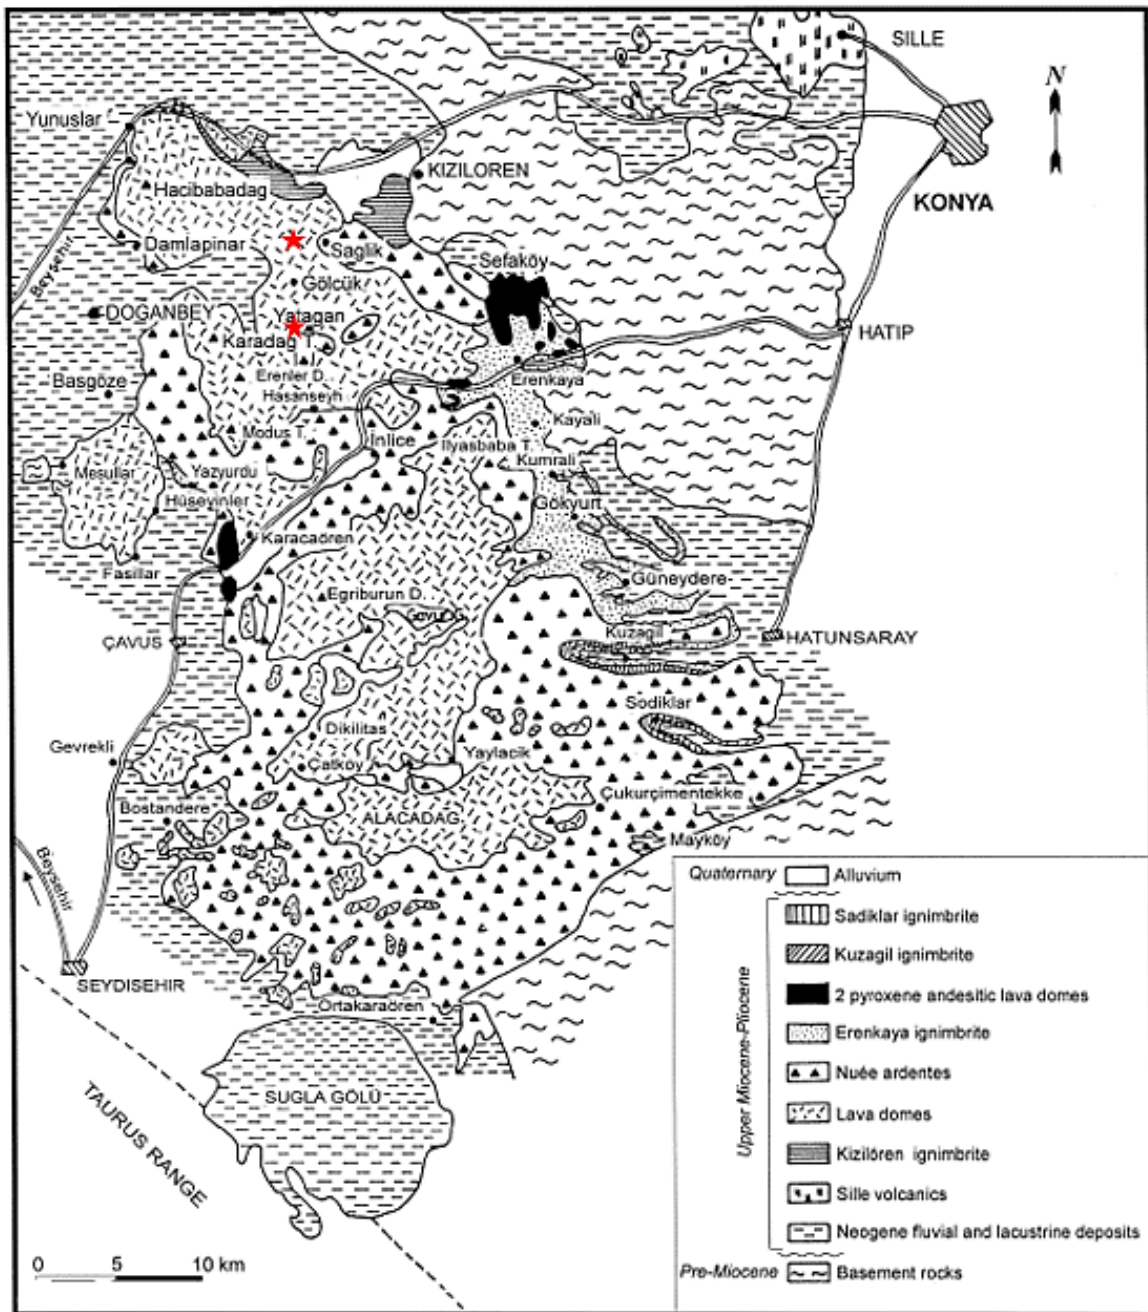 SILLE
N
Yunuslar
KIZILOREN
KONYA
Hacibabadag
Damlapinar
Saglik
Sefaköy
Beyşehir
Gölcük
DOGANBEY
Yatagan
HATIP
Karadag T.
Erenler D.
Erenkaya
Basgöze
Hasanseyh
Kayali
Modus T.
Inlice
Ilyasbaba T.
Kumrali
Mesullar
Yazyurdu
Gökyurt
Hüseyinler
Karacaören
Fasillar
Güneydere
Egriburun D.
ÇAVUS
Kuzagil
HATUNSARAY
Sodiklar
Dikilitas
Gevrekli
Yaylacik
Çatköy
Çukurçimentekke
Bostandere
ALACADAG
Mayköy
Beyşehir
SEYDISEHIR
Ortakaraören
TAURUS RANGE
SUGLA GÖLÜ
0 5 10 km
Quaternary Alluvium
Upper Miocene-Pliocene
Sadiklar ignimbrite
Kuzagil ignimbrite
2 pyroxene andesitic lava domes
Erenkaya ignimbrite
Nuée ardentes
Lava domes
Kizilören ignimbrite
Sille volcanics
Neogene fluvial and lacustrine deposits
Pre-Miocene Basement rocks